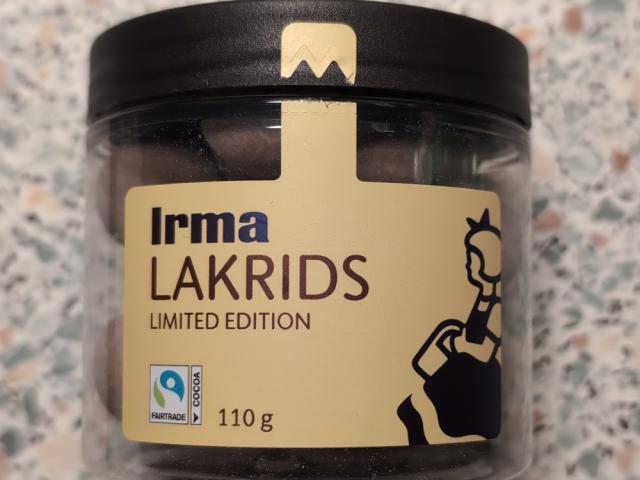 Irma
LAKRIDS
LIMITED EDITION
FAIRTRADE
COCOA
110 g